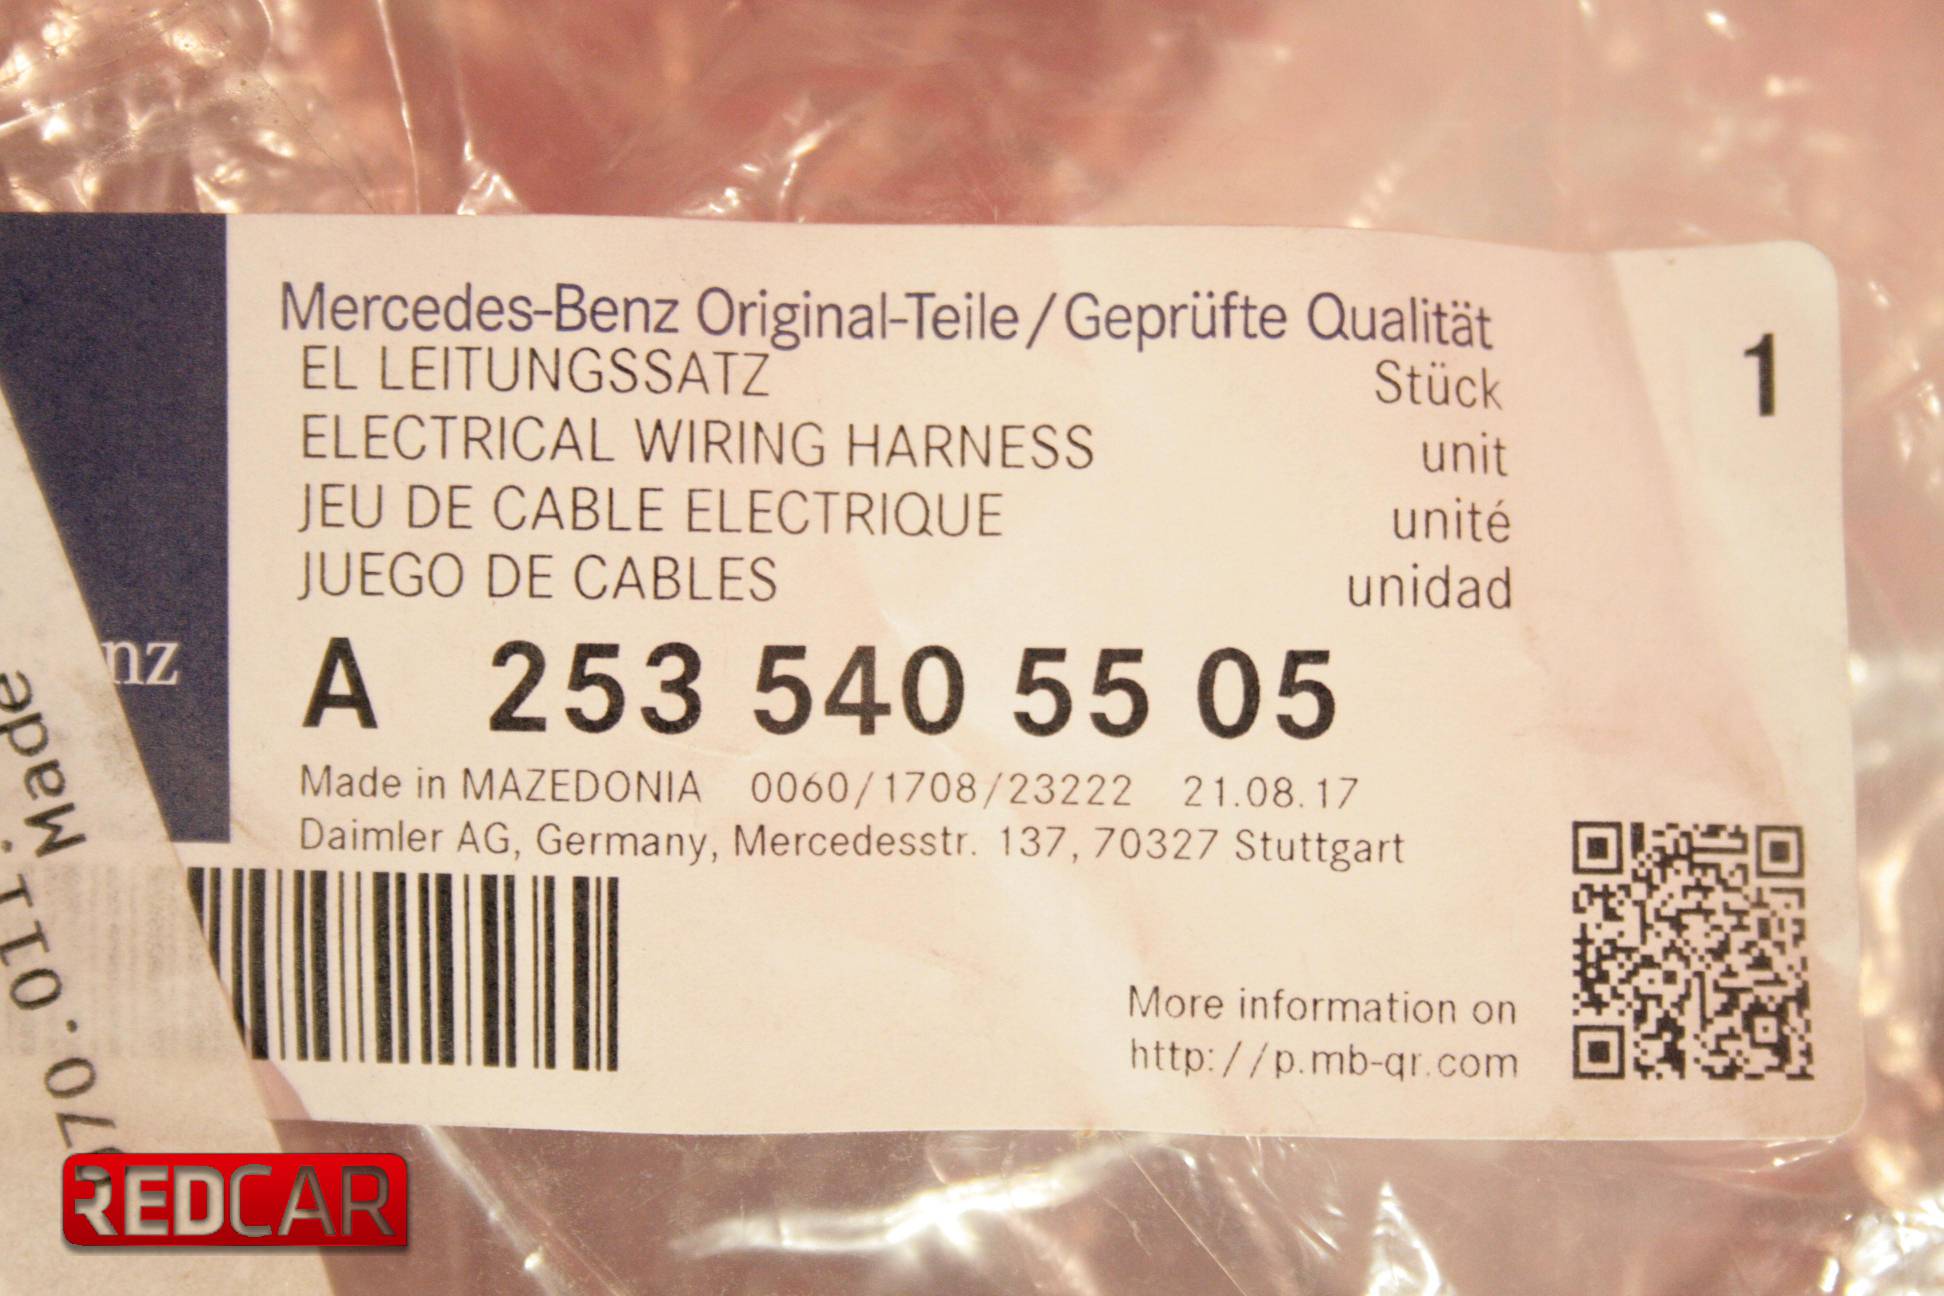 Mercedes-Benz Original-Teile/Geprüfte Qualität
EL LEITUNGSSATZ Stück 1
ELECTRICAL WIRING HARNESS unit
JEU DE CABLE ELECTRIQUE unité
JUEGO DE CABLES unidad
nz
A 253 540 55 05
Made in MAZEDONIA 0060/1708/23222 21.08.17
Daimler AG, Germany, Mercedesstr. 137, 70327 Stuttgart
More information on
http://p.mb-qr.com
Made
070.011
REDCAR